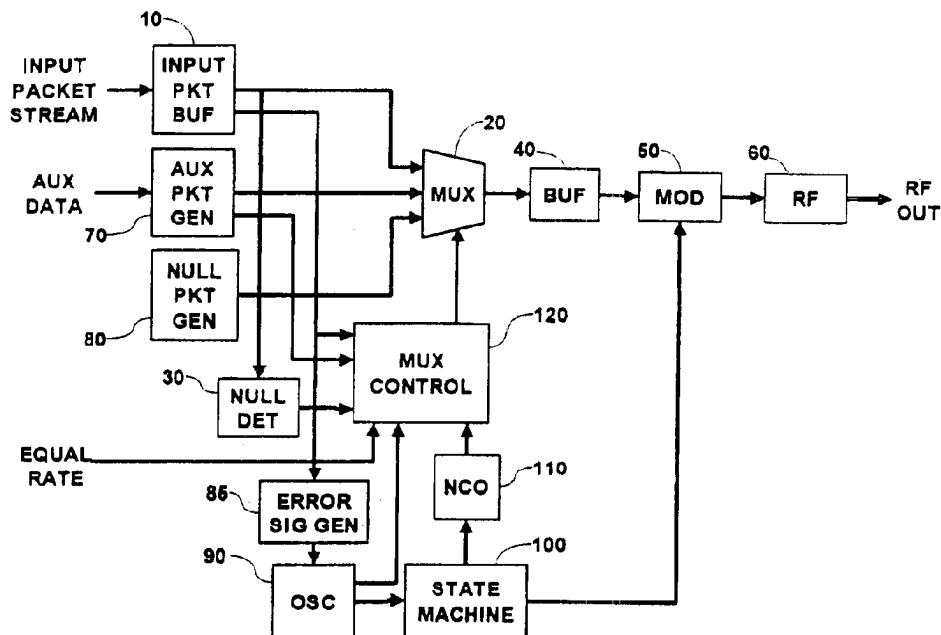 10
INPUT
PACKET
STREAM
INPUT
PKT
BUF
20
40
50
60
AUX
DATA
AUX
PKT
GEN
70
MUX
BUF
MOD
RF
RF
OUT
NULL
PKT
GEN
80
120
MUX
CONTROL
30
NULL
DET
EQUAL
RATE
110
NCO
85
ERROR
SIG GEN
90
100
OSC
STATE
MACHINE